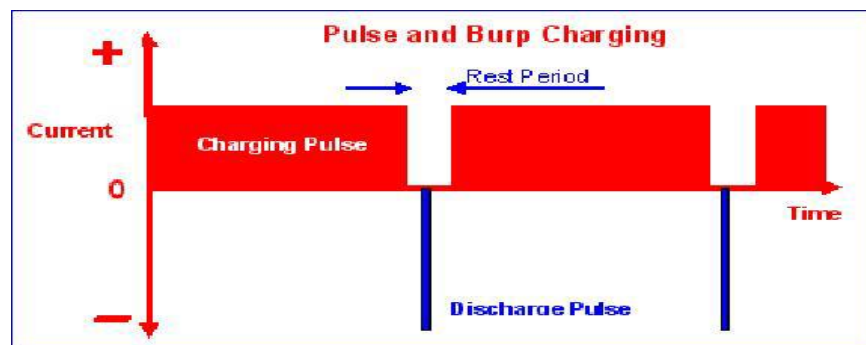 Pulse and Burp Charging
+
Rest Period
Current
Charging Pulse
0
Time
Discharge Pulse
−